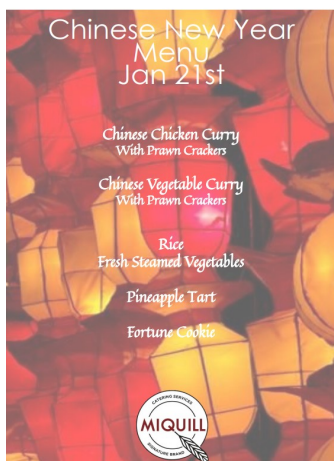 Chinese New Year
Menu
Jan 21st
Chinese Chicken Curry
With Prawn Crackers
Chinese Vegetable Curry
With Prawn Crackers
Rice
Fresh Steamed Vegetables
Pineapple Tart
Fortune Cookie
CATERING SERVICES
MIQUILL
SIGNATURE BRAND